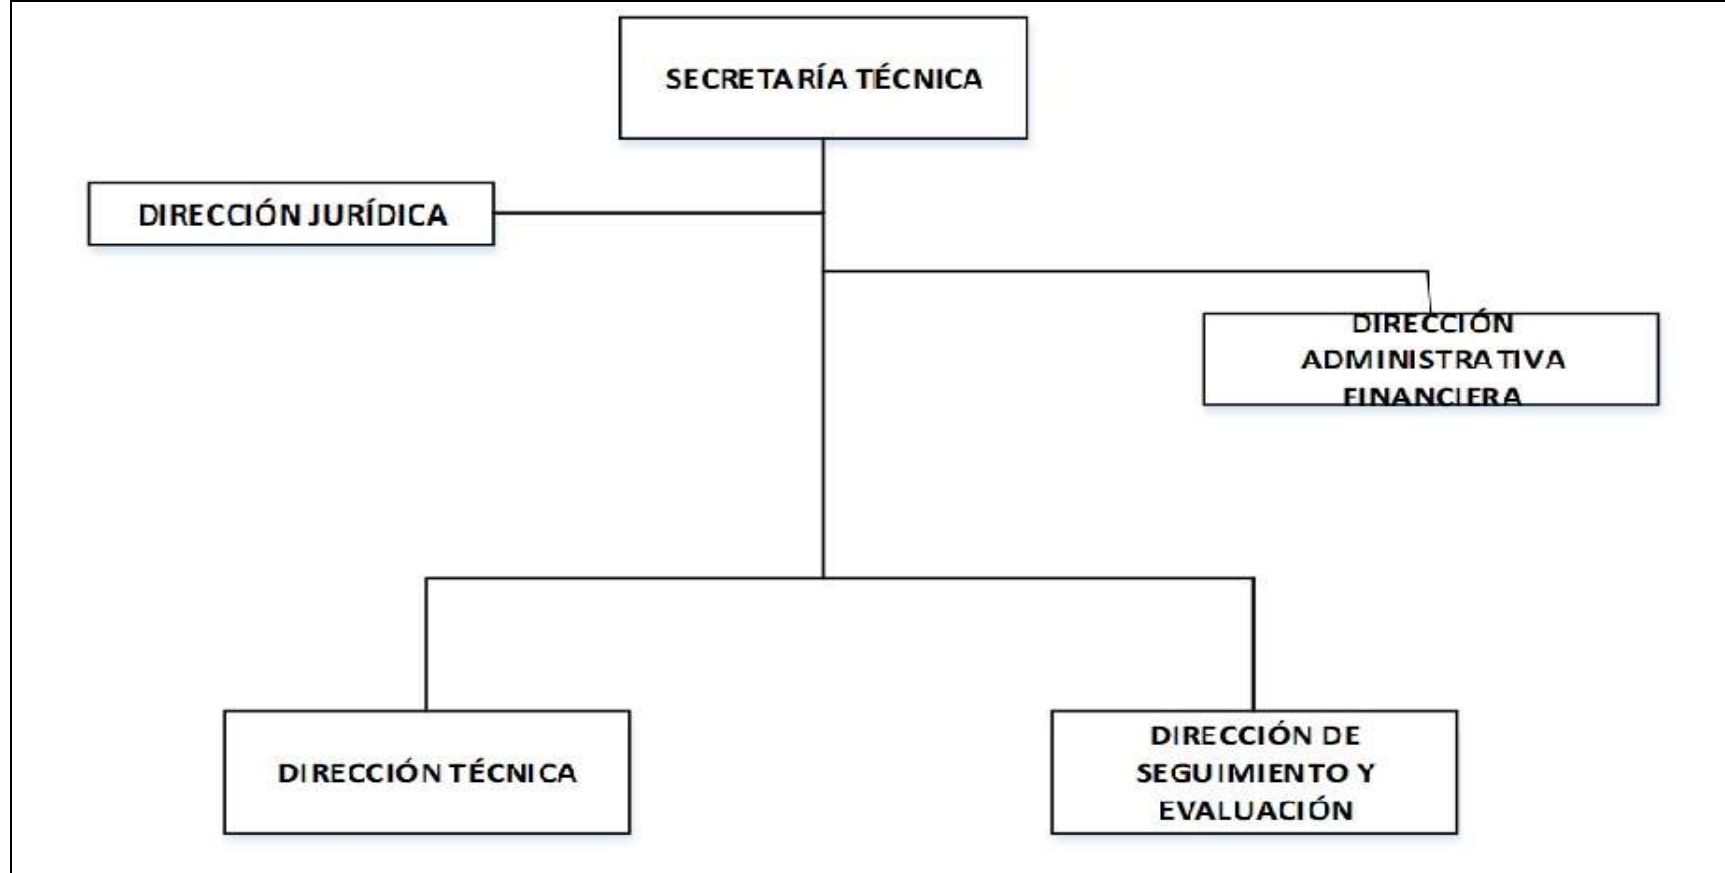 SECRETARÍA TÉCNICA
DIRECCIÓN JURÍDICA
DIRECCIÓN
ADMINISTRATIVA
FINANCIERA
DIRECCIÓN TÉCNICA
DIRECCIÓN DE
SEGUIMIENTO Y
EVALUACIÓN